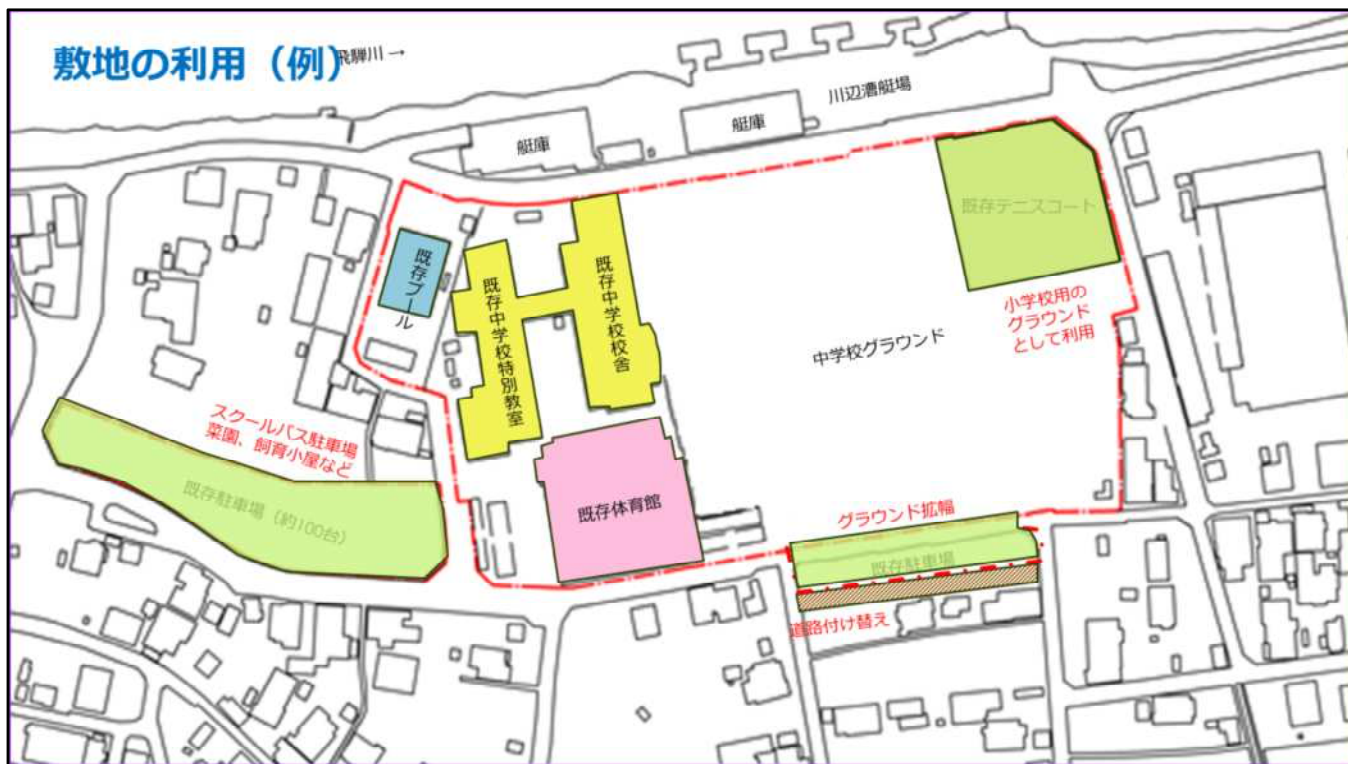 敷地の利用（例）
飛騨川 →
川辺漕艇場
艇庫
艇庫
既存テニスコート
既存プール
既存中学校特別教室
既存中学校校舎
小学校用の
グラウンド
として利用
中学校グラウンド
スクールバス駐車場
菜園、飼育小屋など
既存駐車場（約100台）
既存体育館
グラウンド拡幅
既存駐車場
道路付け替え